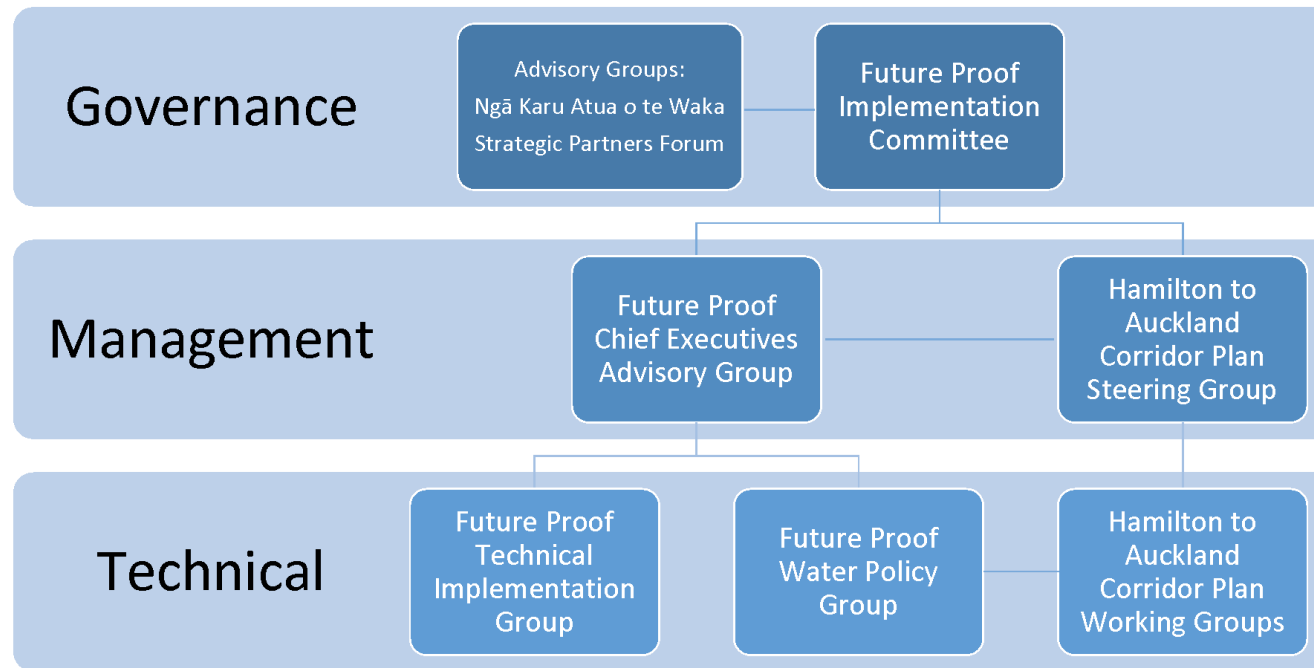 Governance
Advisory Groups:
Ngā Karu Atua o te Waka
Strategic Partners Forum
Future Proof
Implementation
Committee
Management
Future Proof
Chief Executives
Advisory Group
Hamilton to
Auckland
Corridor Plan
Steering Group
Technical
Future Proof
Technical
Implementation
Group
Future Proof
Water Policy
Group
Hamilton to
Auckland
Corridor Plan
Working Groups